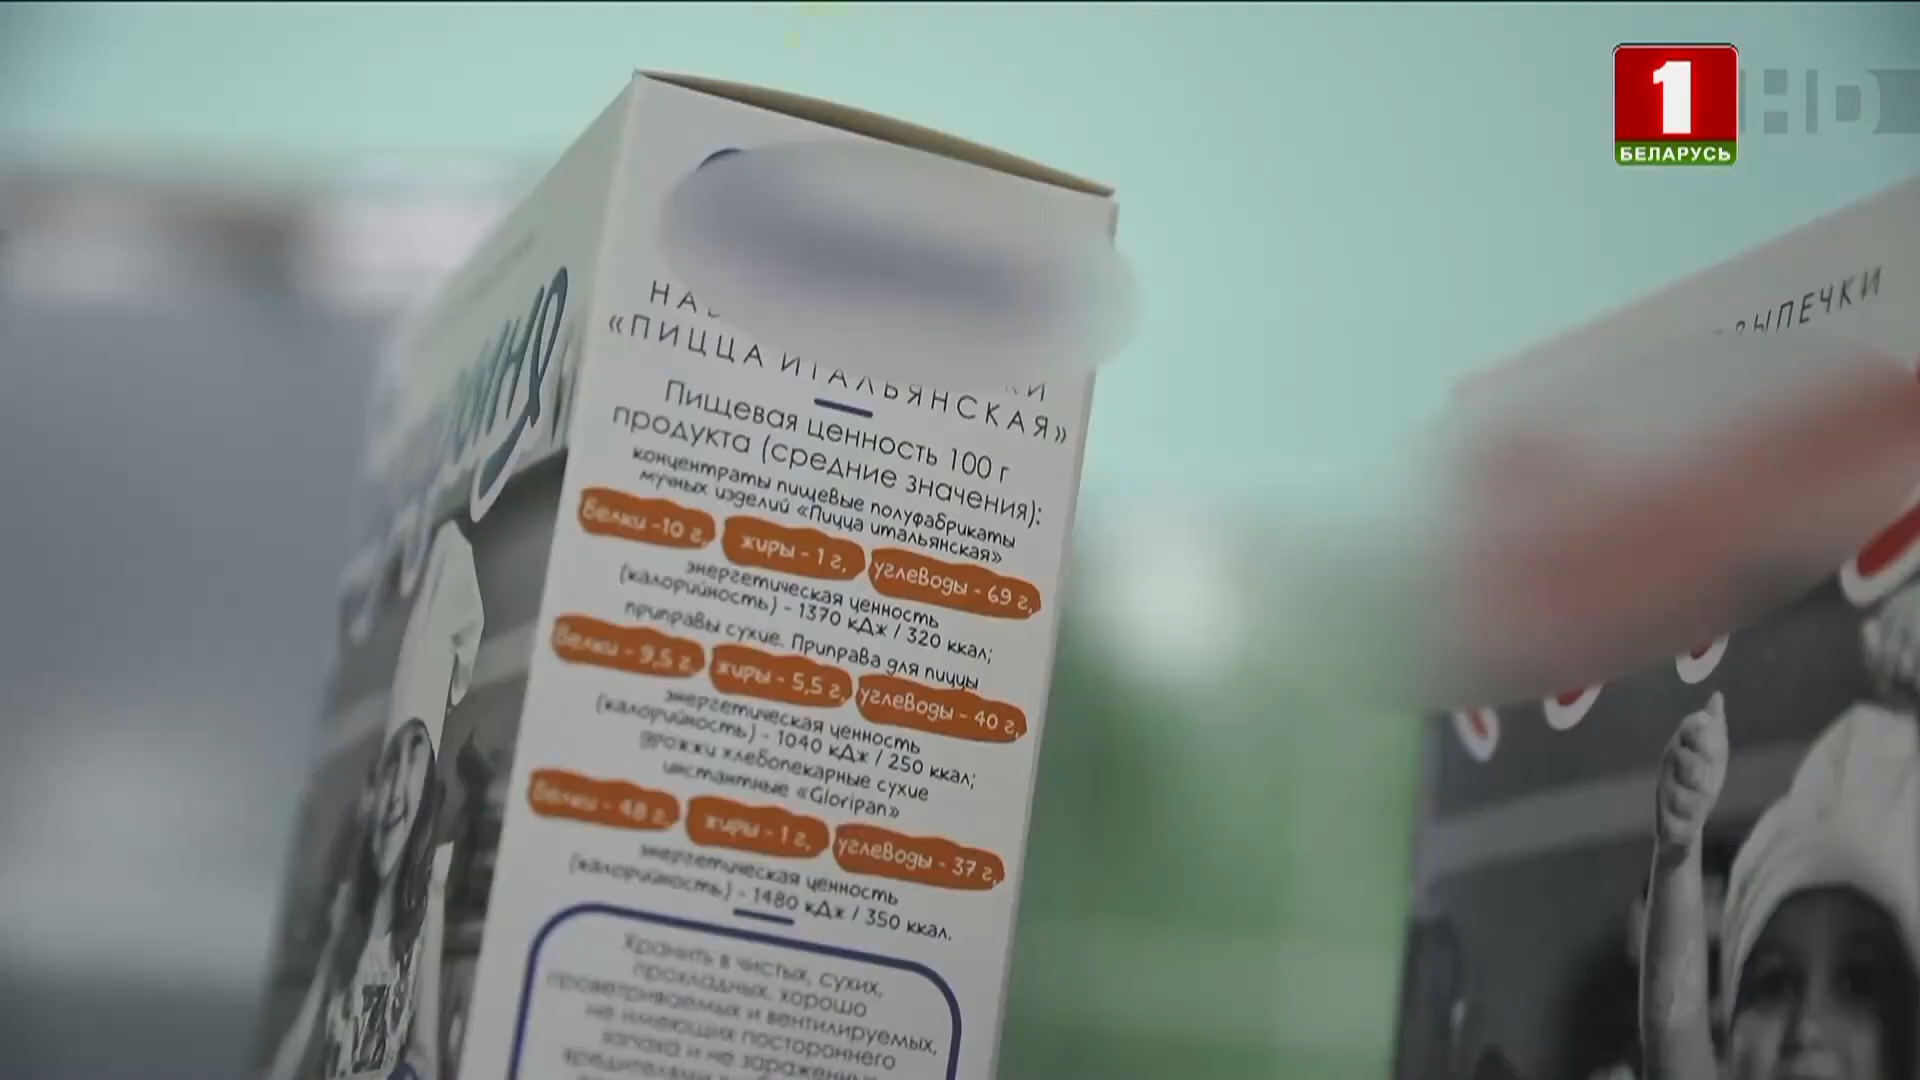 1
БЕЛАРУСЬ
HD
«ПИЦЦА ИТАЛЬЯНСКАЯ»
Пищевая ценность 100 г
продукта (средние значения):
концентраты пищевые полуфабрикаты
мучных изделий «Пицца итальянская»
белки -10 г, жиры - 1 г, углеводы - 69 г,
энергетическая ценность
(калорийность) - 1370 кДж / 320 ккал;
приправы сухие. Приправа для пиццы
белки - 9,5 г, жиры - 5,5 г, углеводы - 40 г,
энергетическая ценность
(калорийность) - 1040 кДж / 250 ккал;
дрожжи хлебопекарные сухие
инстантные «Gloripan»
белки - 48 г, жиры - 1 г, углеводы - 37 г,
энергетическая ценность
(калорийность) - 1480 кДж / 350 ккал.
Хранить в чистых, сухих,
прохладных, хорошо
проветриваемых и вентилируемых,
не имеющих постороннего
запаха и не зараженных
ВЫПЕЧКИ